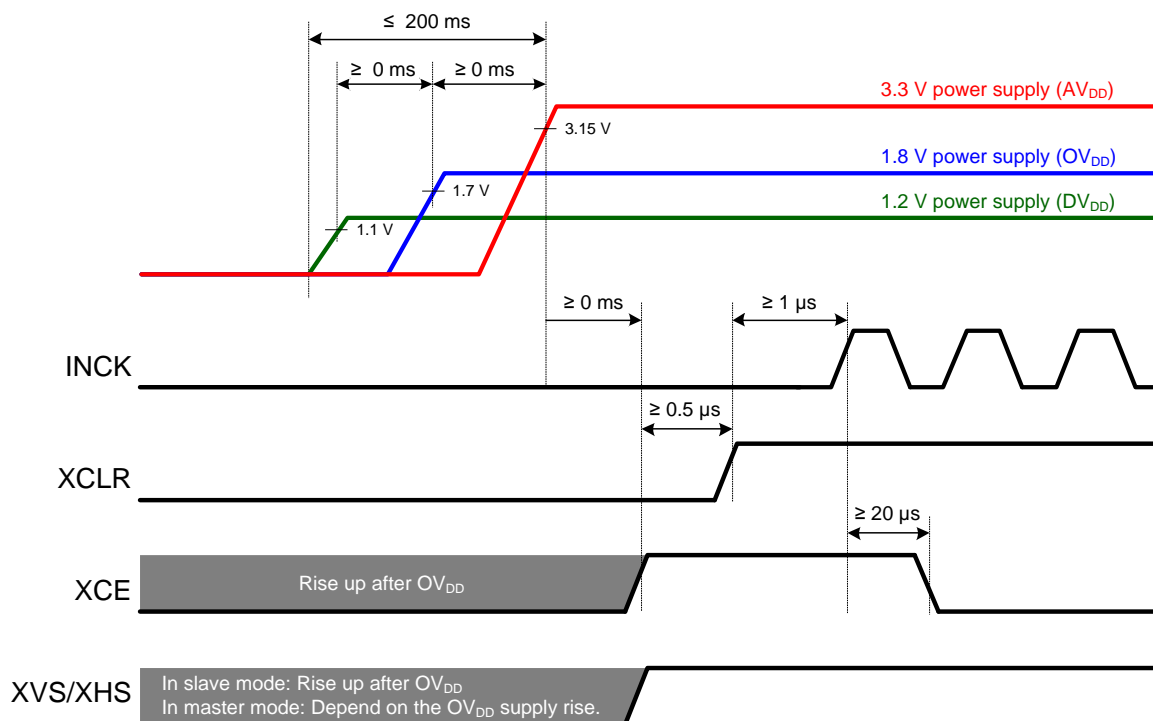 ≤ 200 ms
≥ 0 ms
≥ 0 ms
3.3 V power supply (AVDD)
3.15 V
1.8 V power supply (OVDD)
1.7 V
1.2 V power supply (DVDD)
1.1 V
≥ 0 ms
≥ 1 µs
INCK
≥ 0.5 µs
XCLR
≥ 20 µs
XCE
Rise up after OVDD
XVS/XHS
In slave mode: Rise up after OVDD
In master mode: Depend on the OVDD supply rise.